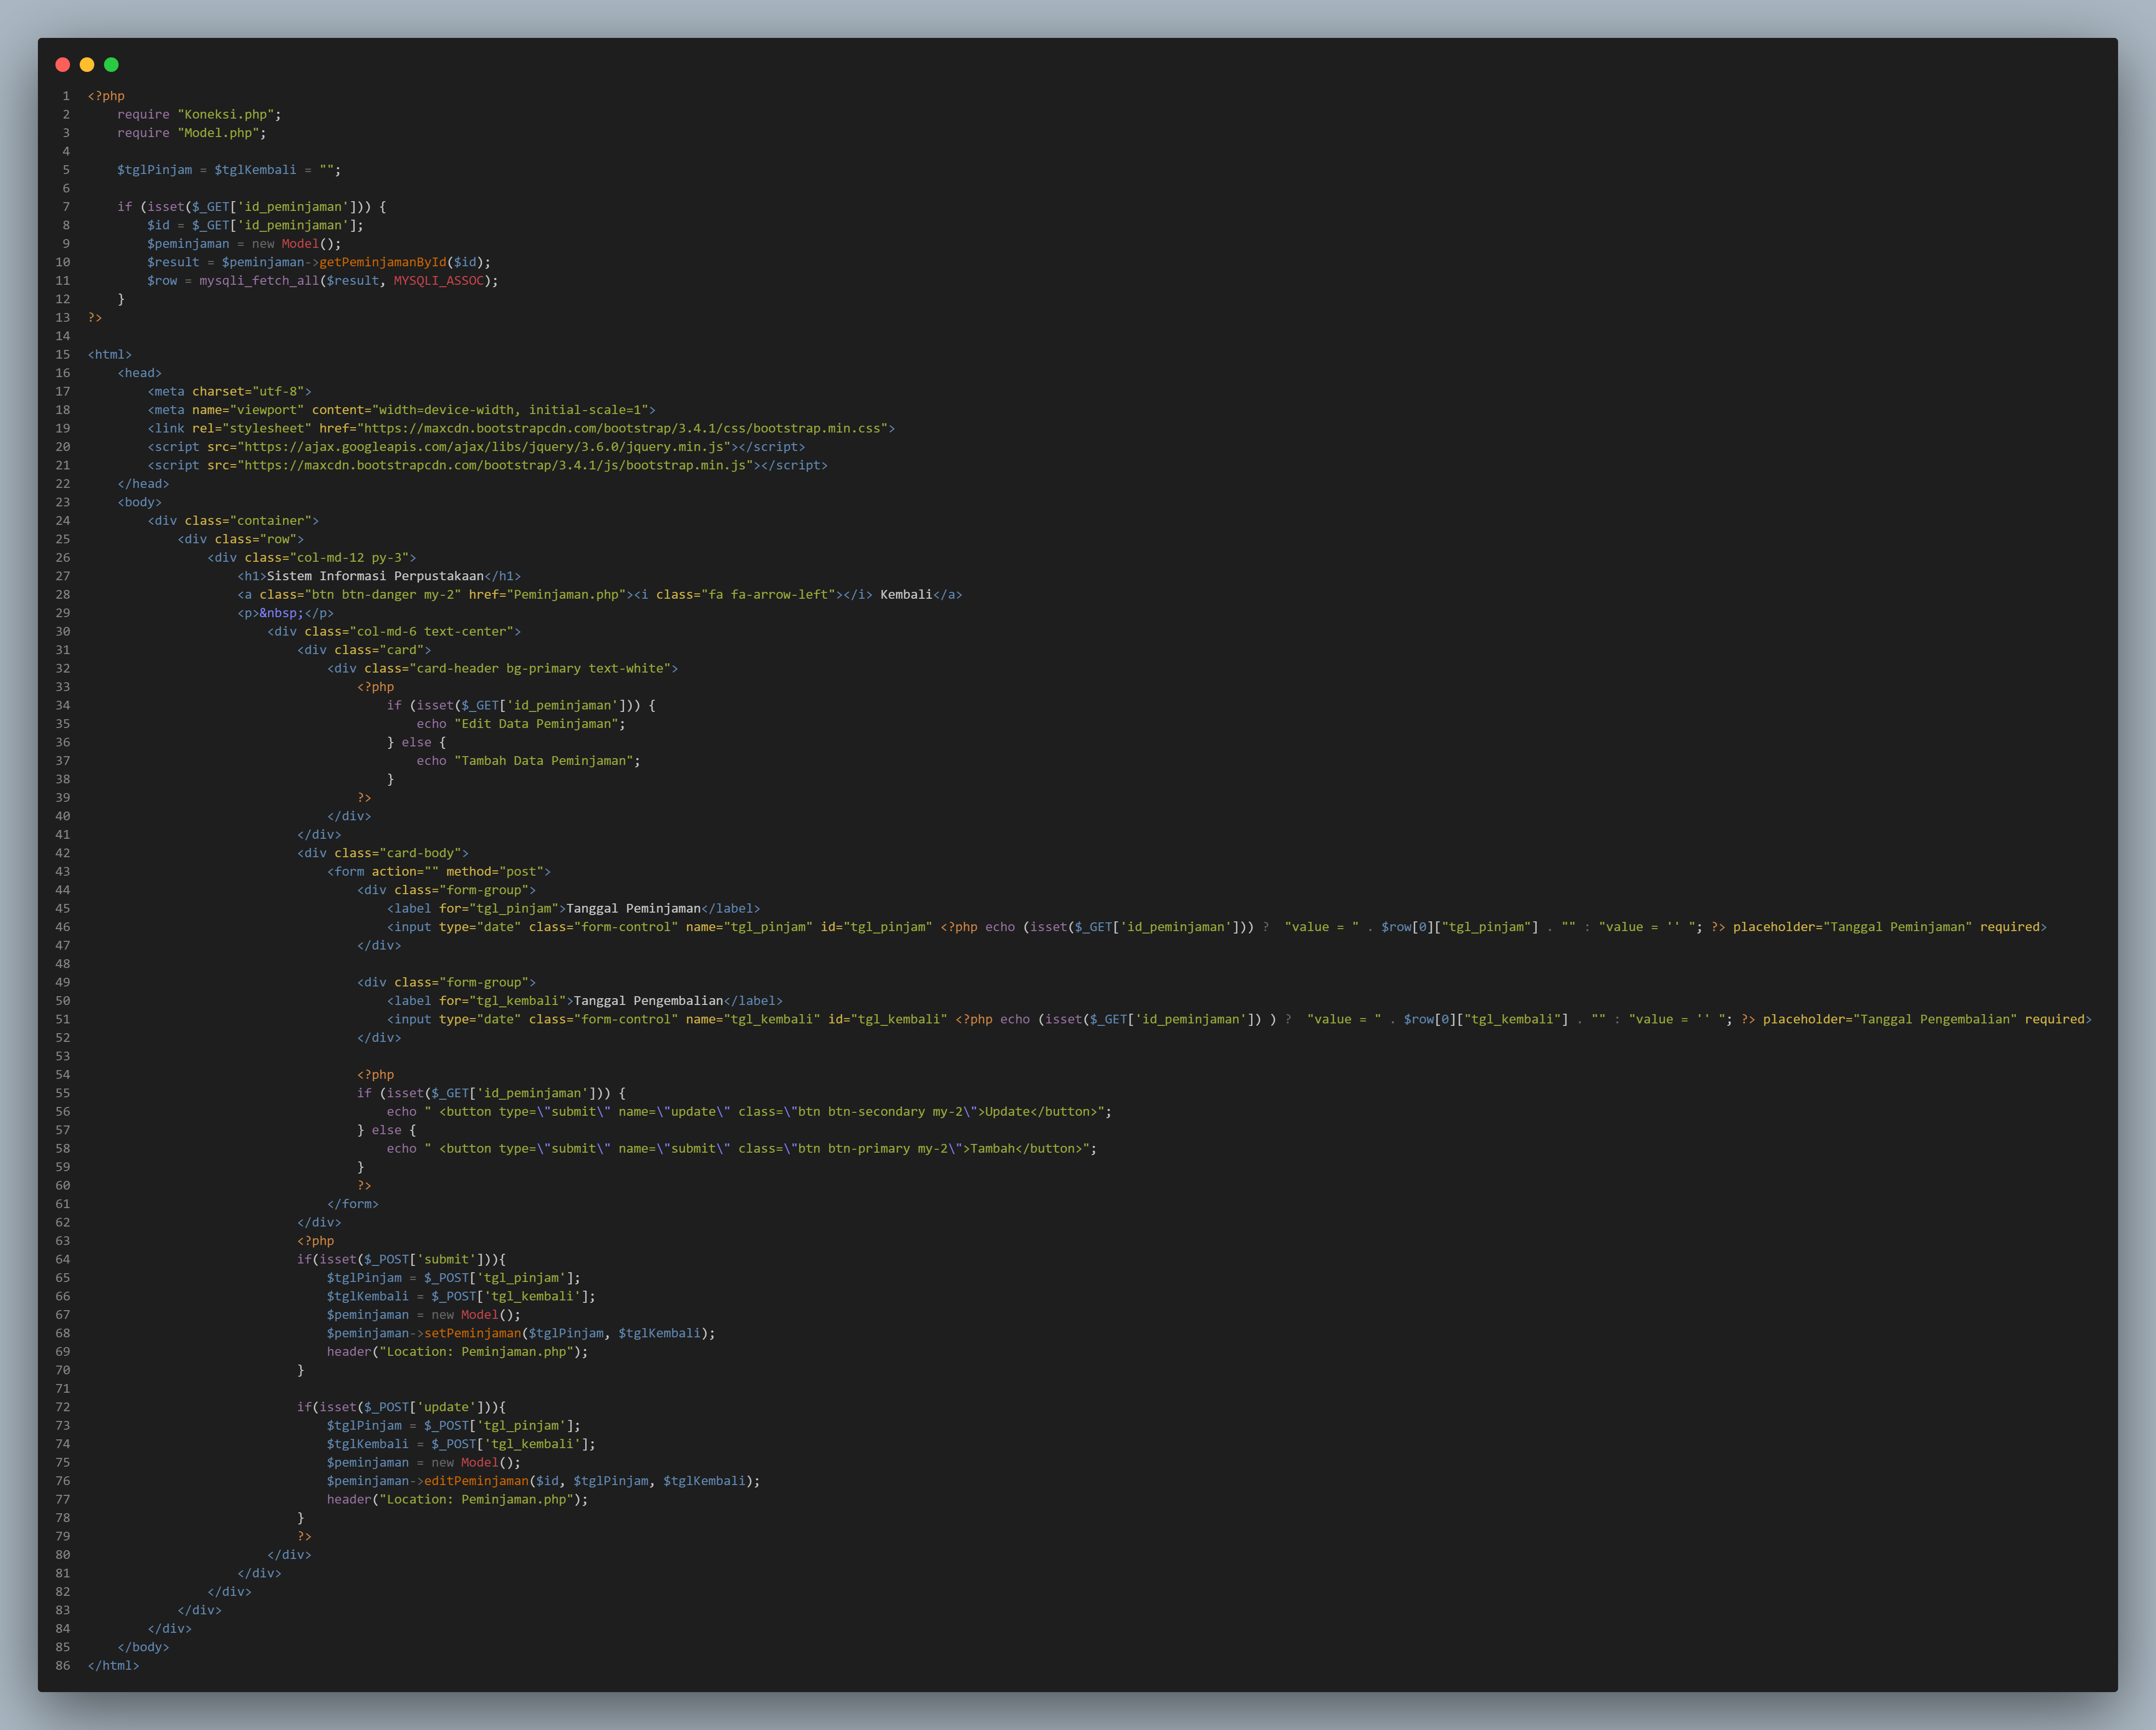 1 <?php
2     require "Koneksi.php";
3     require "Model.php";
4
5     $tglPinjam = $tglKembali = "";
6
7     if (isset($_GET['id_peminjaman'])) {
8         $id = $_GET['id_peminjaman'];
9         $peminjaman = new Model();
10         $result = $peminjaman->getPeminjamanById($id);
11         $row = mysqli_fetch_all($result, MYSQLI_ASSOC);
12     }
13 ?>
14
15 <html>
16     <head>
17         <meta charset="utf-8">
18         <meta name="viewport" content="width=device-width, initial-scale=1">
19         <link rel="stylesheet" href="https://maxcdn.bootstrapcdn.com/bootstrap/3.4.1/css/bootstrap.min.css">
20         <script src="https://ajax.googleapis.com/ajax/libs/jquery/3.6.0/jquery.min.js"></script>
21         <script src="https://maxcdn.bootstrapcdn.com/bootstrap/3.4.1/js/bootstrap.min.js"></script>
22     </head>
23     <body>
24         <div class="container">
25             <div class="row">
26                 <div class="col-md-12 py-3">
27                     <h1>Sistem Informasi Perpustakaan</h1>
28                     <a class="btn btn-danger my-2" href="Peminjaman.php"><i class="fa fa-arrow-left"></i> Kembali</a>
29                     <p>&nbsp;</p>
30                         <div class="col-md-6 text-center">
31                             <div class="card">
32                                 <div class="card-header bg-primary text-white">
33                                     <?php
34                                         if (isset($_GET['id_peminjaman'])) {
35                                             echo "Edit Data Peminjaman";
36                                         } else {
37                                             echo "Tambah Data Peminjaman";
38                                         }
39                                     ?>
40                                 </div>
41                             </div>
42                             <div class="card-body">
43                                 <form action="" method="post">
44                                     <div class="form-group">
45                                         <label for="tgl_pinjam">Tanggal Peminjaman</label>
46                                         <input type="date" class="form-control" name="tgl_pinjam" id="tgl_pinjam" <?php echo (isset($_GET['id_peminjaman'])) ?  "value = " . $row[0]["tgl_pinjam"] . "" : "value = '' "; ?> placeholder="Tanggal Peminjaman" required>
47                                     </div>
48
49                                     <div class="form-group">
50                                         <label for="tgl_kembali">Tanggal Pengembalian</label>
51                                         <input type="date" class="form-control" name="tgl_kembali" id="tgl_kembali" <?php echo (isset($_GET['id_peminjaman']) ) ?  "value = " . $row[0]["tgl_kembali"] . "" : "value = '' "; ?> placeholder="Tanggal Pengembalian" required>
52                                     </div>
53
54                                     <?php
55                                     if (isset($_GET['id_peminjaman'])) {
56                                         echo " <button type=\"submit\" name=\"update\" class=\"btn btn-secondary my-2\">Update</button>";
57                                     } else {
58                                         echo " <button type=\"submit\" name=\"submit\" class=\"btn btn-primary my-2\">Tambah</button>";
59                                     }
60                                     ?>
61                                 </form>
62                             </div>
63                             <?php
64                             if(isset($_POST['submit'])){
65                                 $tglPinjam = $_POST['tgl_pinjam'];
66                                 $tglKembali = $_POST['tgl_kembali'];
67                                 $peminjaman = new Model();
68                                 $peminjaman->setPeminjaman($tglPinjam, $tglKembali);
69                                 header("Location: Peminjaman.php");
70                             }
71
72                             if(isset($_POST['update'])){
73                                 $tglPinjam = $_POST['tgl_pinjam'];
74                                 $tglKembali = $_POST['tgl_kembali'];
75                                 $peminjaman = new Model();
76                                 $peminjaman->editPeminjaman($id, $tglPinjam, $tglKembali);
77                                 header("Location: Peminjaman.php");
78                             }
79                             ?>
80                         </div>
81                     </div>
82                 </div>
83             </div>
84         </div>
85     </body>
86 </html>